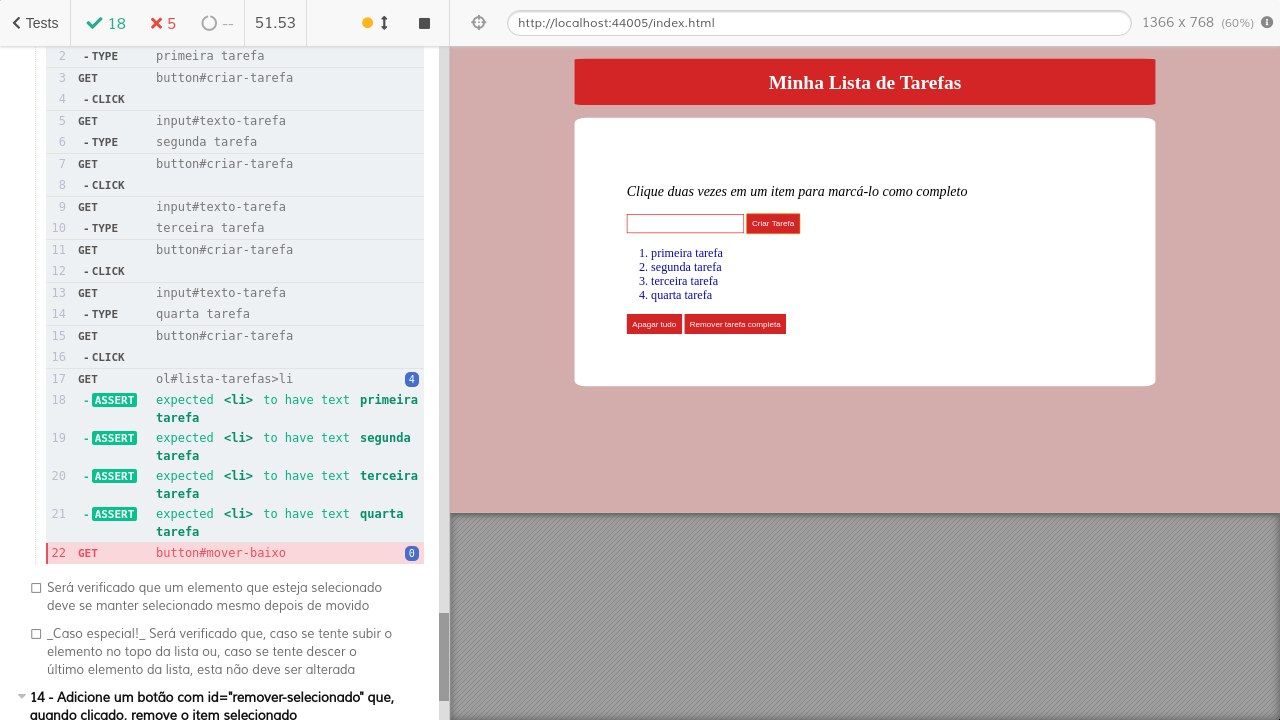 Tests 18 5 -- 51.53 http://localhost:44005/index.html 1366 x 768 (60%)
2 - TYPE primeira tarefa
3 GET button#criar-tarefa
4 - CLICK
5 GET input#texto-tarefa
6 - TYPE segunda tarefa
7 GET button#criar-tarefa
8 - CLICK
9 GET input#texto-tarefa
10 - TYPE terceira tarefa
11 GET button#criar-tarefa
12 - CLICK
13 GET input#texto-tarefa
14 - TYPE quarta tarefa
15 GET button#criar-tarefa
16 - CLICK
17 GET ol#lista-tarefas>li 4
18 - ASSERT expected <li> to have text primeira
tarefa
19 - ASSERT expected <li> to have text segunda
tarefa
20 - ASSERT expected <li> to have text terceira
tarefa
21 - ASSERT expected <li> to have text quarta
tarefa
22 GET button#mover-baixo 0
Será verificado que um elemento que esteja selecionado
deve se manter selecionado mesmo depois de movido
_Caso especial!_ Será verificado que, caso se tente subir o
elemento no topo da lista ou, caso se tente descer o
último elemento da lista, esta não deve ser alterada
14 - Adicione um botão com id="remover-selecionado" que,
quando clicado, remove o item selecionado
Minha Lista de Tarefas
Clique duas vezes em um item para marcá-lo como completo
Criar Tarefa
1. primeira tarefa
2. segunda tarefa
3. terceira tarefa
4. quarta tarefa
Apagar tudo Remover tarefa completa